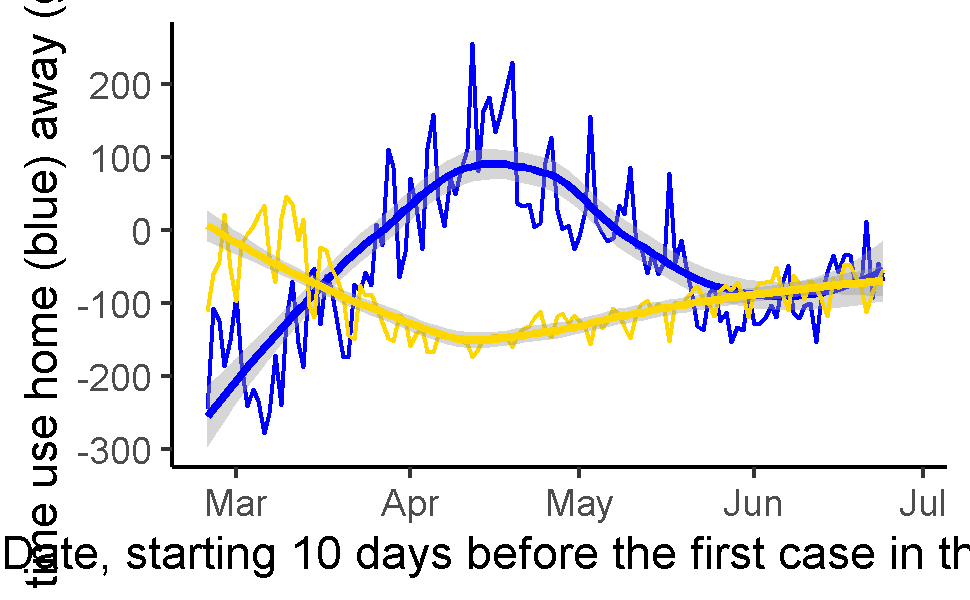 time use home (blue) away (
200
100
0
-100
-200
-300
Mar Apr May Jun Jul
Date, starting 10 days before the first case in th